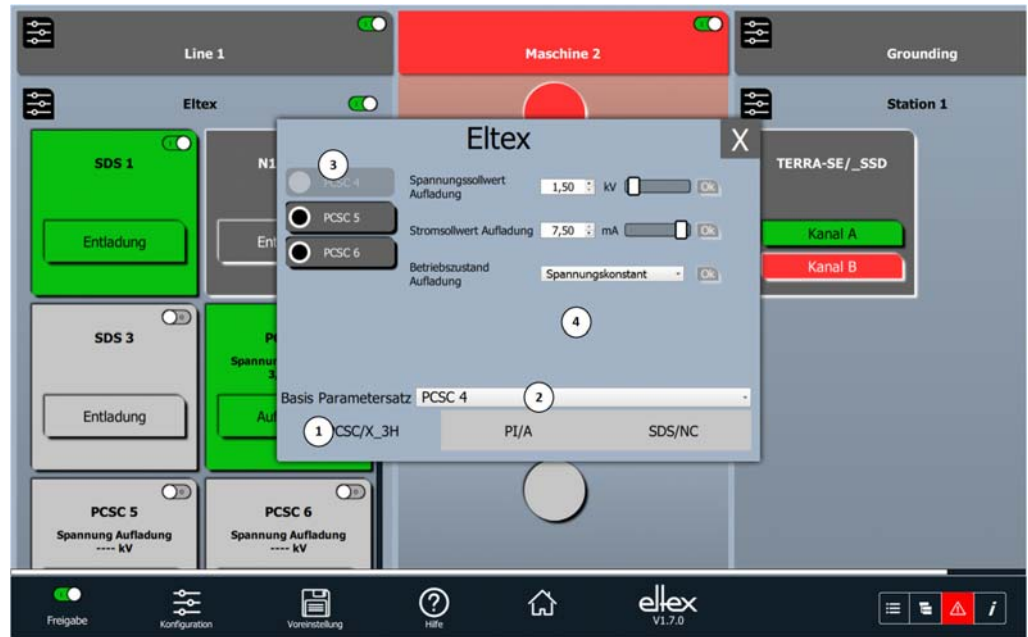 Line 1
Maschine 2
Grounding
Eltex
Station 1
Eltex
X
SDS 1
Entladung
N1
3
PCSC 4
PCSC 5
PCSC 6
Spannungssollwert
Aufladung
1,50
kV
Ok
Stromsollwert Aufladung
7,50
mA
Ok
Betriebszustand
Aufladung
Spannungskonstant
Ok
4
TERRA-SE/_SSD
Kanal A
Kanal B
SDS 3
Entladung
Basis Parametersatz
PCSC 4
2
1
CSC/X_3H
PI/A
SDS/NC
PCSC 5
Spannung Aufladung
---- kV
PCSC 6
Spannung Aufladung
---- kV
Freigabe
Konfiguration
Voreinstellung
Hilfe
eltex
V1.7.0